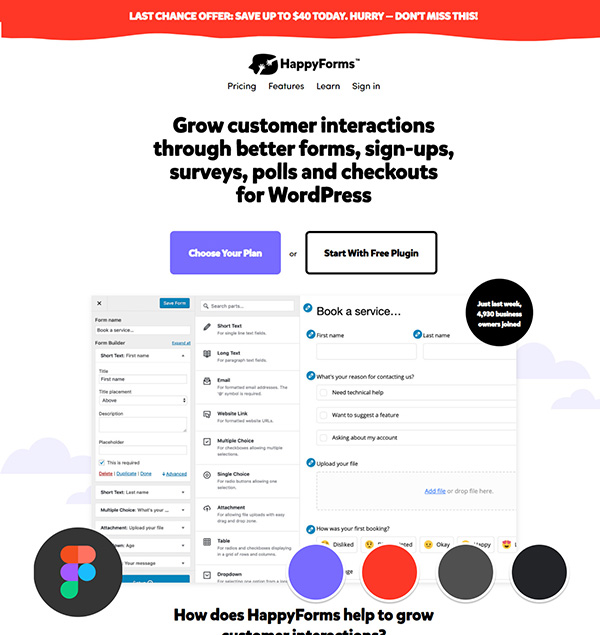 LAST CHANCE OFFER: SAVE UP TO $40 TODAY. HURRY – DON'T MISS THIS!
HappyForms™
Pricing Features Learn Sign in
Grow customer interactions
through better forms, sign-ups,
surveys, polls and checkouts
for WordPress
Choose Your Plan or Start With Free Plugin
Just last week,
4,930 business
owners joined
Save Form
Form name
Book a service...
Form Builder Expand all
Short Text: First name
Title
First name
Title placement
Above
Description
Placeholder
This is required
Delete | Duplicate | Done Advanced
Short Text: Last name
Multiple Choice: What's your ...
Attachment: Upload your file
down: Age
Your message
Search parts...
Short Text
For single line text fields.
Long Text
For paragraph text fields.
Email
For formatted email addresses. The
'@' symbol is required.
Website Link
For formatted website URLs.
Multiple Choice
For checkboxes allowing multiple
selections.
Single Choice
For radio buttons allowing one
selection.
Attachment
For allowing file uploads with easy
drag and drop zone.
Table
For radios and checkboxes displaying
in a grid of rows and columns.
Dropdown
For selecting one option from a
Book a service...
First name Last name
What's your reason for contacting us?
Need technical help
Want to suggest a feature
Asking about my account
Upload your file
Add file or drop file here.
How was your first booking?
Disliked Okay Happy
How does HappyForms help to grow
customer interactions?